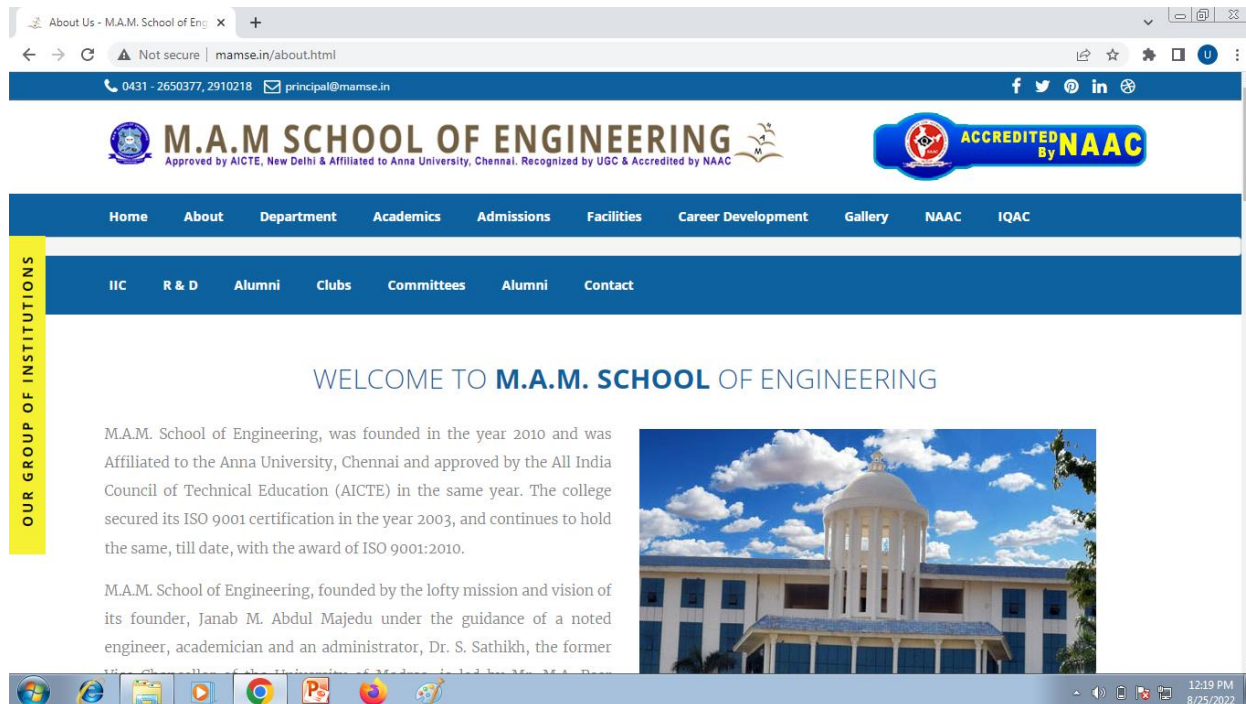 About Us - M.A.M. School of Eng
Not secure | mamse.in/about.html
U
0431 - 2650377, 2910218 principal@mamse.in
M.A.M SCHOOL OF ENGINEERING
Approved by AICTE, New Delhi & Affiliated to Anna University, Chennai. Recognized by UGC & Accredited by NAAC
ACCREDITED
By NAAC
Home About Department Academics Admissions Facilities Career Development Gallery NAAC IQAC
IIC R & D Alumni Clubs Committees Alumni Contact
OUR GROUP OF INSTITUTIONS
WELCOME TO M.A.M. SCHOOL OF ENGINEERING
M.A.M. School of Engineering, was founded in the year 2010 and was
Affiliated to the Anna University, Chennai and approved by the All India
Council of Technical Education (AICTE) in the same year. The college
secured its ISO 9001 certification in the year 2003, and continues to hold
the same, till date, with the award of ISO 9001:2010.
M.A.M. School of Engineering, founded by the lofty mission and vision of
its founder, Janab M. Abdul Majedu under the guidance of a noted
engineer, academician and an administrator, Dr. S. Sathikh, the former
12:19 PM
8/25/2022